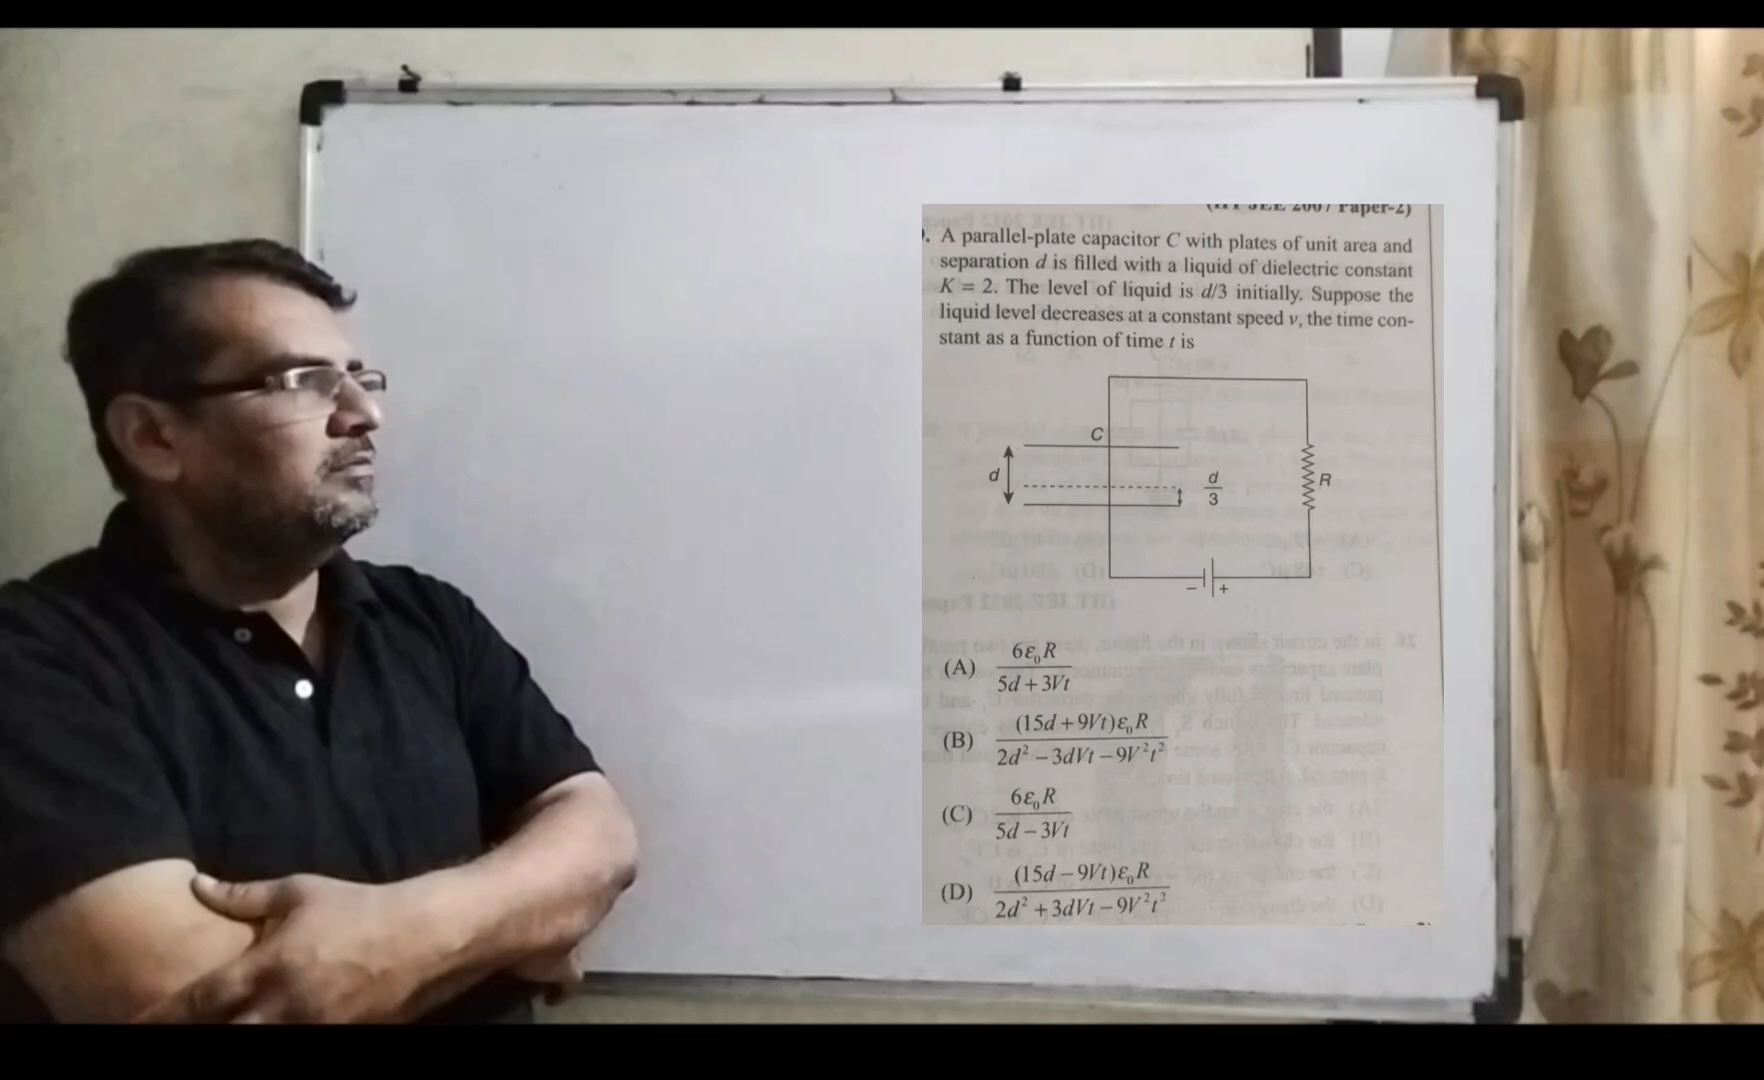 Paper-2)
. A parallel-plate capacitor C with plates of unit area and
separation d is filled with a liquid of dielectric constant
K = 2. The level of liquid is d/3 initially. Suppose the
liquid level decreases at a constant speed v, the time con-
stant as a function of time t is
C
d
d
3
R
− +
(A) 6ε₀R
5d + 3Vt
(B) (15d + 9Vt)ε₀R
2d² − 3dVt − 9V²t²
(C) 6ε₀R
5d − 3Vt
(D) (15d − 9Vt)ε₀R
2d² + 3dVt − 9V²t²